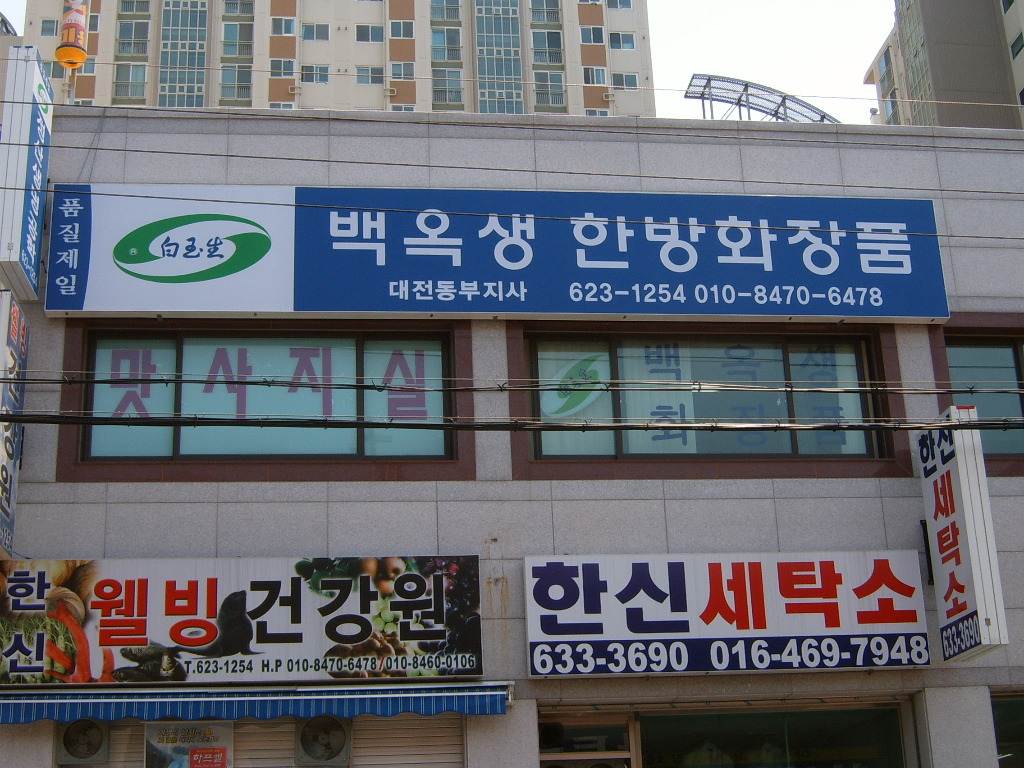 품질제일
白玉生
백옥생 한방화장품
대전동부지사 623-1254 010-8470-6478
맛사지실
백옥생
화장품
한신
웰빙건강원
T.623-1254 H.P 010-8470-6478 / 010-8460-0106
한신세탁소
633-3690 016-469-7948
한신세탁소
633-3690